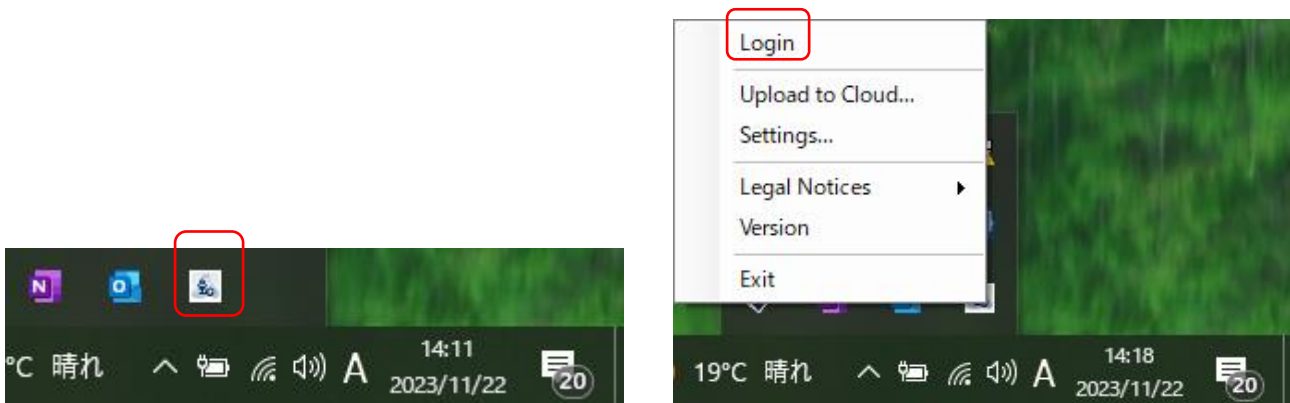 °C 晴れ
A
14:11
2023/11/22
20
Login
Upload to Cloud...
Settings...
Legal Notices
Version
Exit
19°C 晴れ
A
14:18
2023/11/22
20